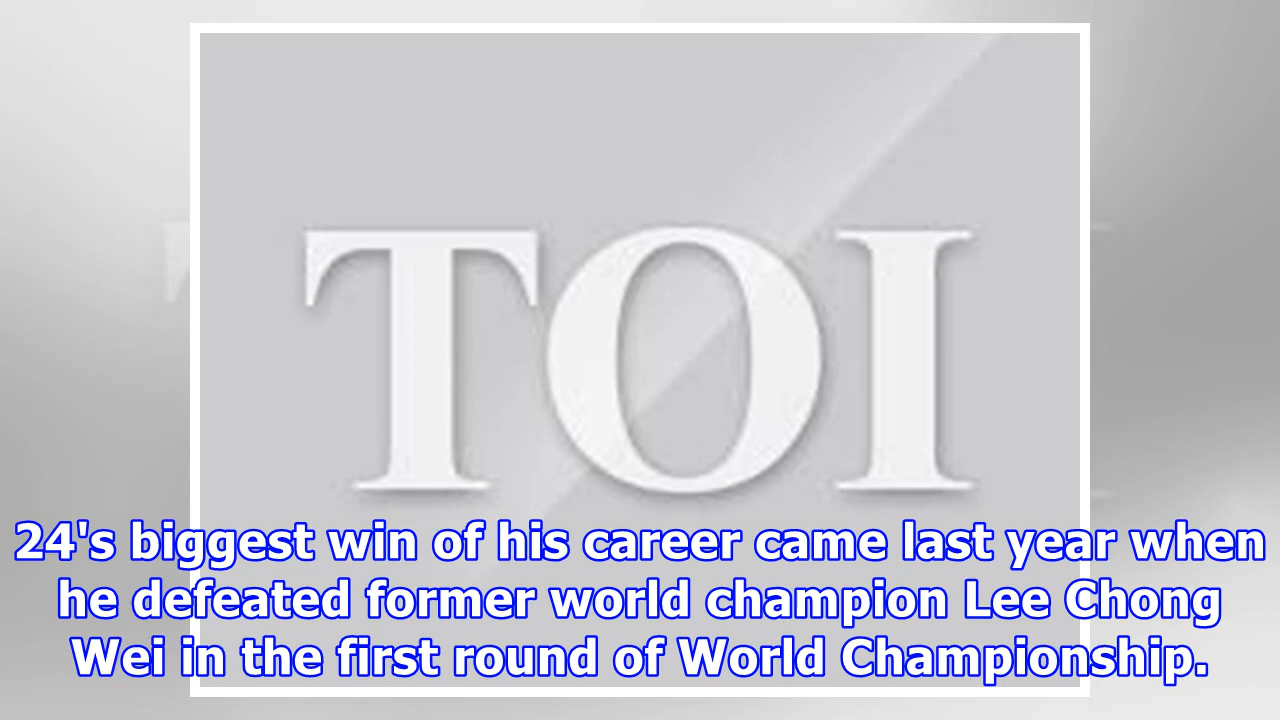 TOI
24's biggest win of his career came last year when
he defeated former world champion Lee Chong
Wei in the first round of World Championship.